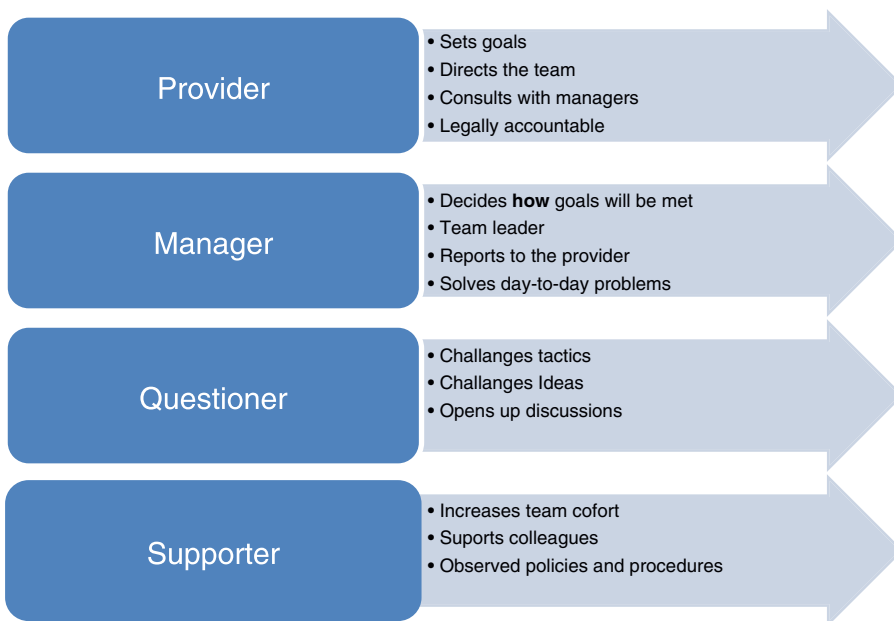 Provider
• Sets goals
• Directs the team
• Consults with managers
• Legally accountable
Manager
• Decides how goals will be met
• Team leader
• Reports to the provider
• Solves day-to-day problems
Questioner
• Challanges tactics
• Challanges Ideas
• Opens up discussions
Supporter
• Increases team cofort
• Suports colleagues
• Observed policies and procedures